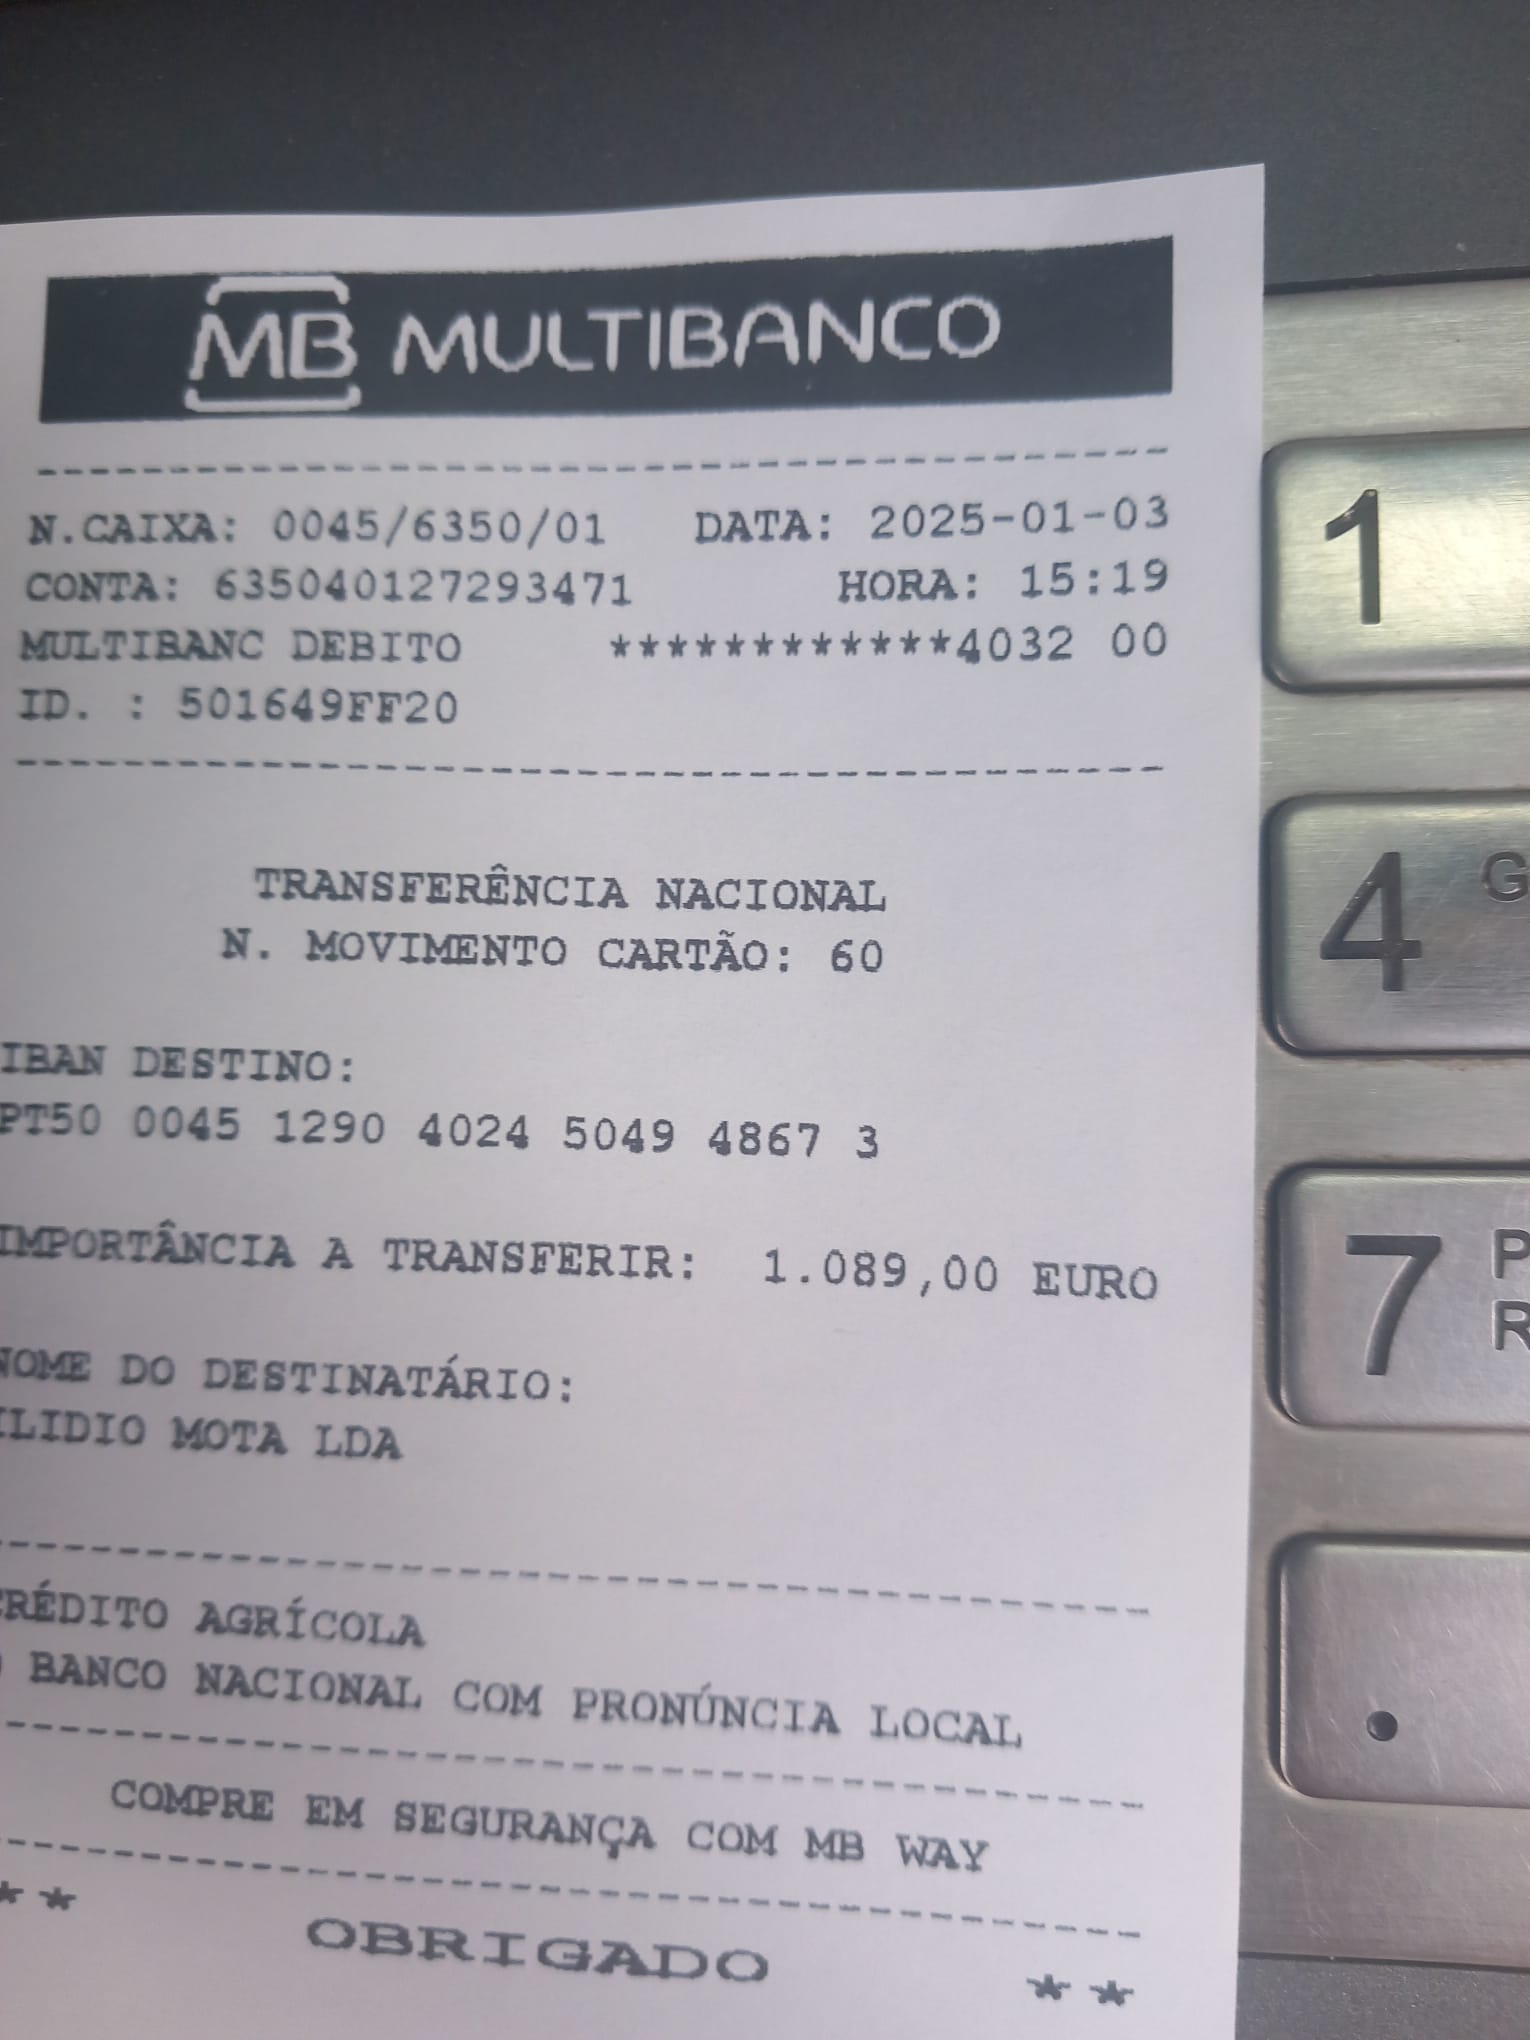 MB MULTIBANCO
N.CAIXA: 0045/6350/01 DATA: 2025-01-03
CONTA: 635040127293471 HORA: 15:19
MULTIBANC DEBITO ************4032 00
ID. : 501649FF20
TRANSFERÊNCIA NACIONAL
N. MOVIMENTO CARTÃO: 60
IBAN DESTINO:
PT50 0045 1290 4024 5049 4867 3
IMPORTÂNCIA A TRANSFERIR: 1.089,00 EURO
NOME DO DESTINATÁRIO:
ILIDIO MOTA LDA
CRÉDITO AGRÍCOLA
O BANCO NACIONAL COM PRONÚNCIA LOCAL
COMPRE EM SEGURANÇA COM MB WAY
** OBRIGADO **
1
4 G
7 P
R
.